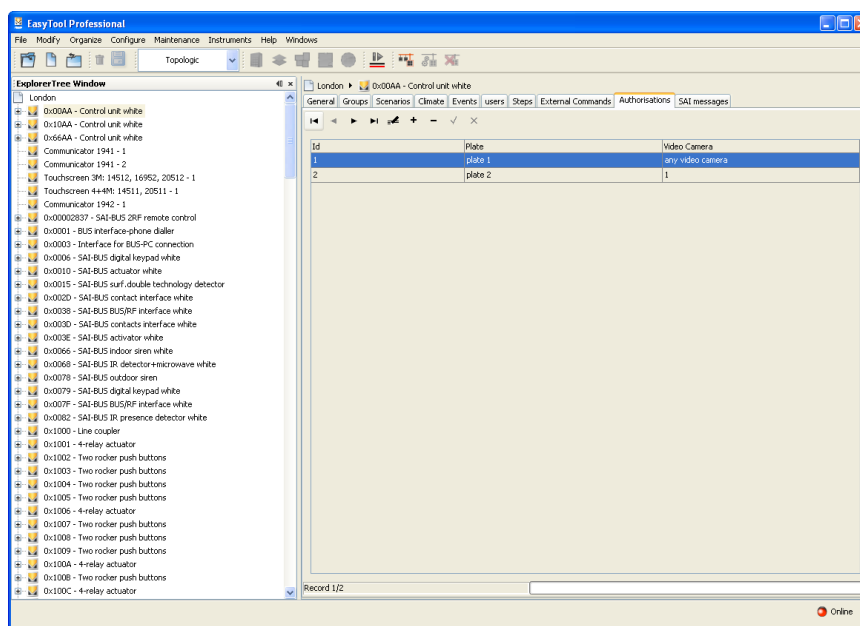 EasyTool Professional
File Modify Organize Configure Maintenance Instruments Help Windows
Topologic
ExplorerTree Window
London
0x00AA - Control unit white
0x10AA - Control unit white
0x66AA - Control unit white
Communicator 1941 - 1
Communicator 1941 - 2
Touchscreen 3M: 14512, 16952, 20512 - 1
Touchscreen 4+4M: 14511, 20511 - 1
Communicator 1942 - 1
0x00002837 - SAI-BUS 2RF remote control
0x0001 - BUS interface-phone dialler
0x0003 - Interface for BUS-PC connection
0x0006 - SAI-BUS digital keypad white
0x0010 - SAI-BUS actuator white
0x0015 - SAI-BUS surf.double technology detector
0x002D - SAI-BUS contact interface white
0x0038 - SAI-BUS BUS/RF interface white
0x003D - SAI-BUS contacts interface white
0x003E - SAI-BUS activator white
0x0066 - SAI-BUS indoor siren white
0x0068 - SAI-BUS IR detector+microwave white
0x0078 - SAI-BUS outdoor siren
0x0079 - SAI-BUS digital keypad white
0x007F - SAI-BUS BUS/RF interface white
0x0082 - SAI-BUS IR presence detector white
0x1000 - Line coupler
0x1001 - 4-relay actuator
0x1002 - Two rocker push buttons
0x1003 - Two rocker push buttons
0x1004 - Two rocker push buttons
0x1005 - Two rocker push buttons
0x1006 - 4-relay actuator
0x1007 - Two rocker push buttons
0x1008 - Two rocker push buttons
0x1009 - Two rocker push buttons
0x100A - 4-relay actuator
0x100B - Two rocker push buttons
0x100C - 4-relay actuator
London 0x00AA - Control unit white
General Groups Scenarios Climate Events users Steps External Commands Authorisations SAI messages
Id Plate Video Camera
1 plate 1 any video camera
2 plate 2 1
Record 1/2
Online